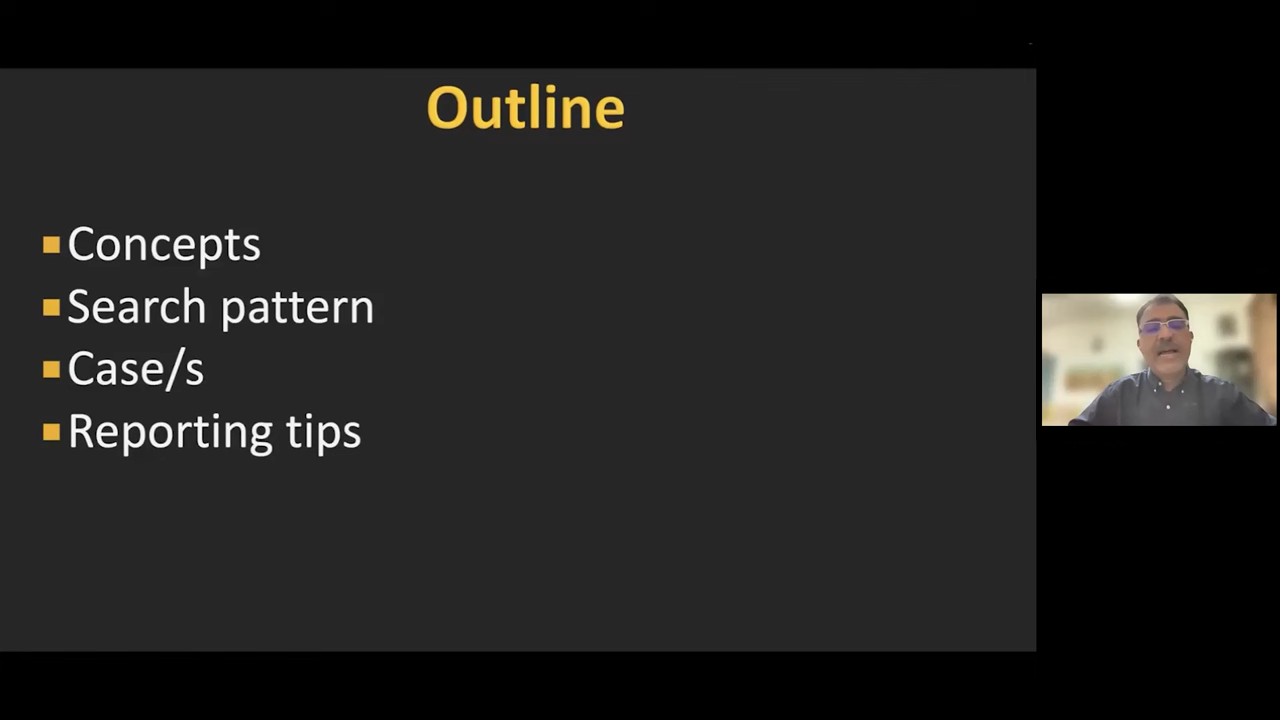 Outline
Concepts
Search pattern
Case/s
Reporting tips